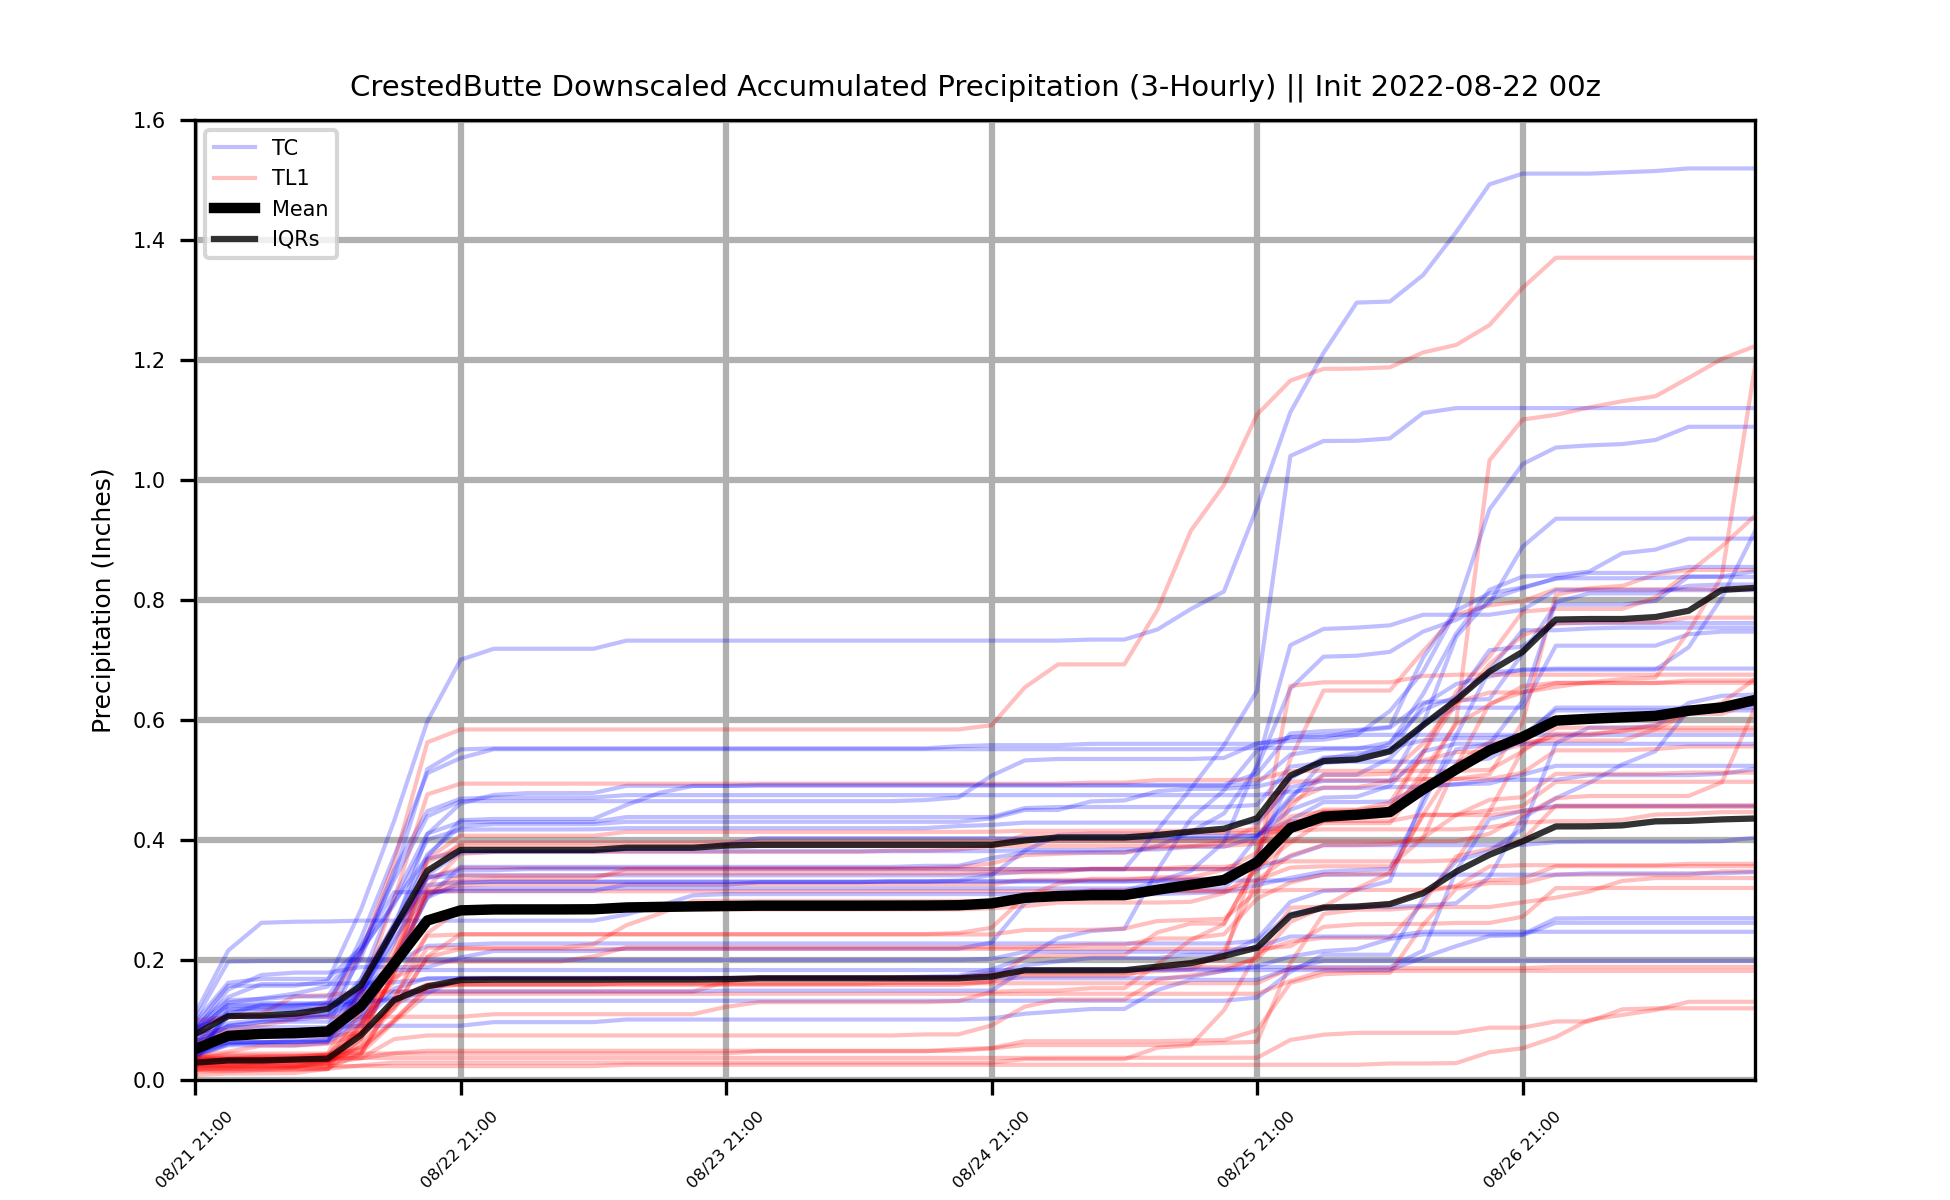 CrestedButte Downscaled Accumulated Precipitation (3-Hourly) || Init 2022-08-22 00z
TC
TL1
Mean
IQRs
Precipitation (Inches)
1.6
1.4
1.2
1.0
0.8
0.6
0.4
0.2
0.0
08/21 21:00
08/22 21:00
08/23 21:00
08/24 21:00
08/25 21:00
08/26 21:00